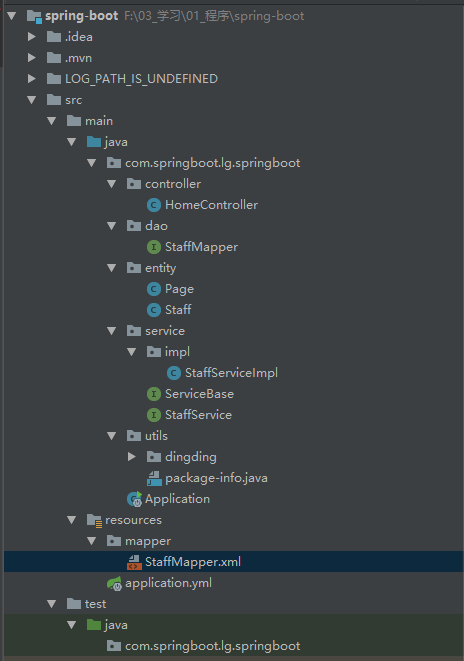 spring-boot F:\03_学习\01_程序\spring-boot
.idea
.mvn
LOG_PATH_IS_UNDEFINED
src
main
java
com.springboot.lg.springboot
controller
HomeController
dao
StaffMapper
entity
Page
Staff
service
impl
StaffServiceImpl
ServiceBase
StaffService
utils
dingding
package-info.java
Application
resources
mapper
StaffMapper.xml
application.yml
test
java
com.springboot.lg.springboot